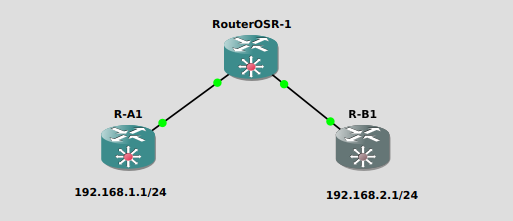 RouterOSR-1
R-A1
R-B1
192.168.1.1/24
192.168.2.1/24